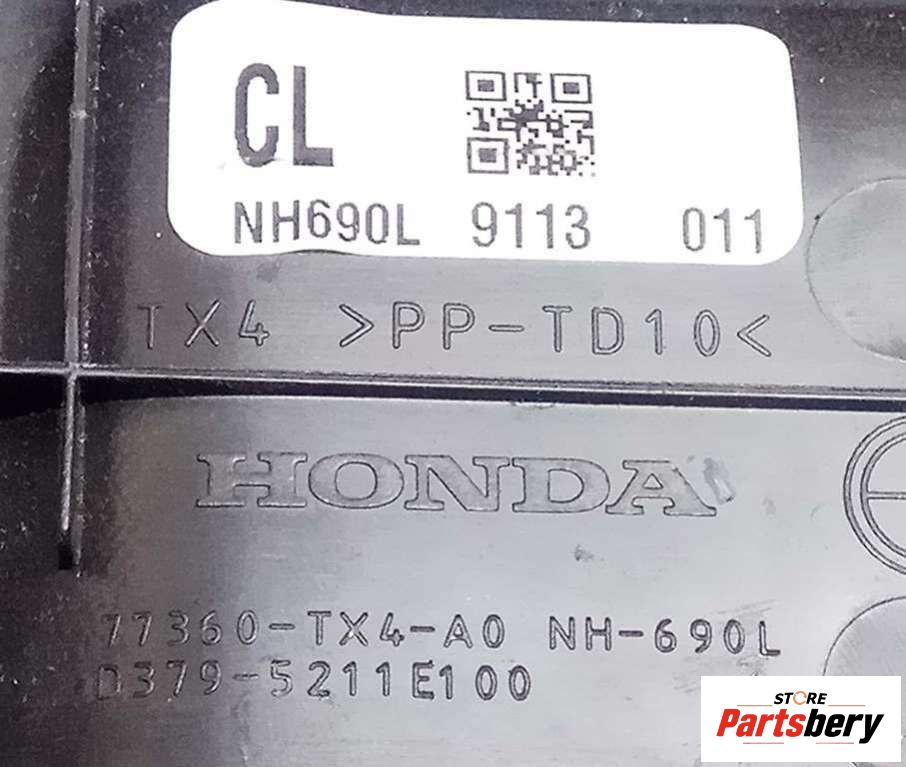 CL
NH690L 9113 011
TX4 >PP-TD10<
HONDA
77360-TX4-A0 NH-690L
D379-5211E100
STORE
Partsbery